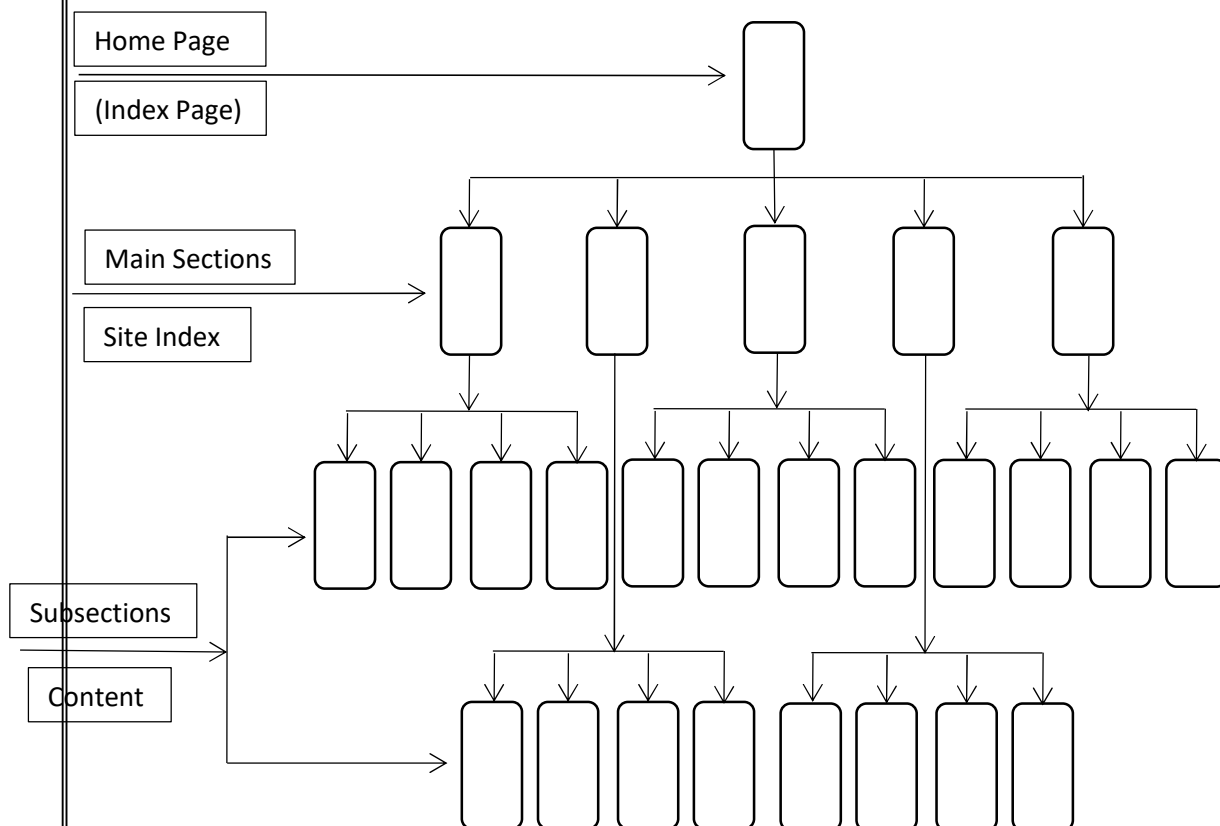 Home Page
(Index Page)
Main Sections
Site Index
Subsections
Content